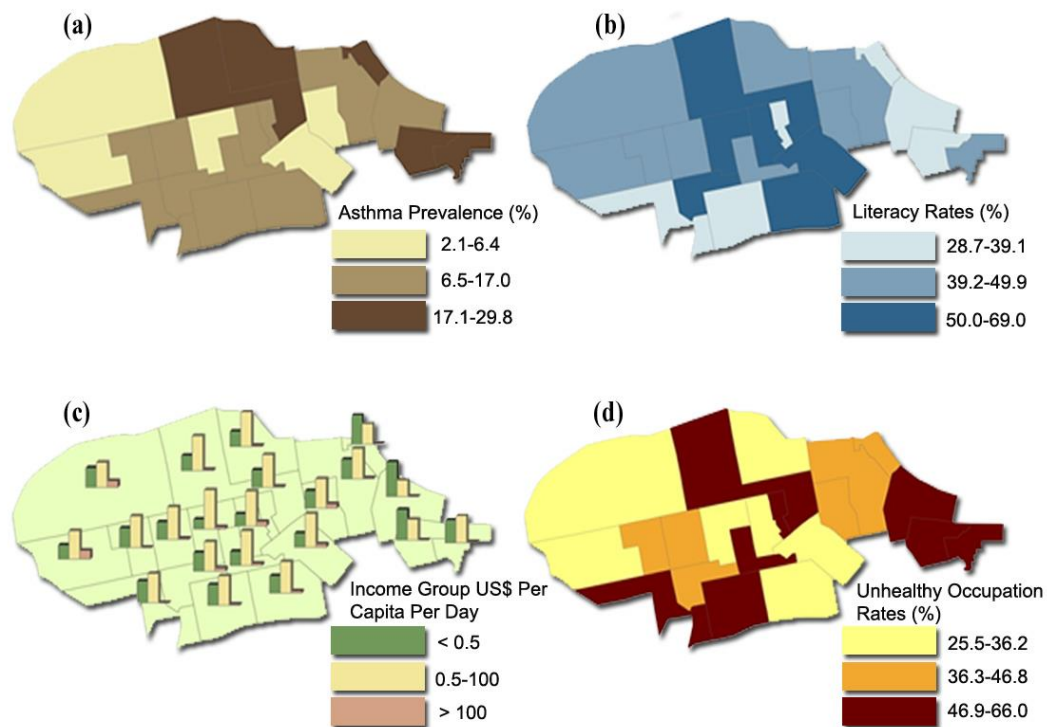 (a)
Asthma Prevalence (%)
2.1-6.4
6.5-17.0
17.1-29.8
(b)
Literacy Rates (%)
28.7-39.1
39.2-49.9
50.0-69.0
(c)
Income Group US$ Per
Capita Per Day
< 0.5
0.5-100
> 100
(d)
Unhealthy Occupation
Rates (%)
25.5-36.2
36.3-46.8
46.9-66.0